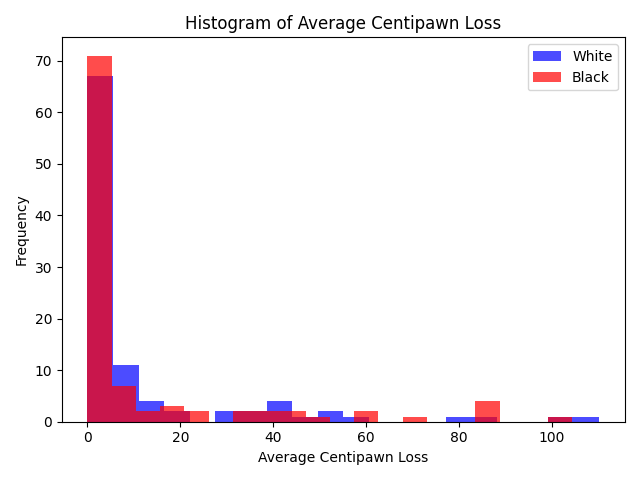 Histogram of Average Centipawn Loss
White
Black
Frequency
70
60
50
40
30
20
10
0
0 20 40 60 80 100
Average Centipawn Loss